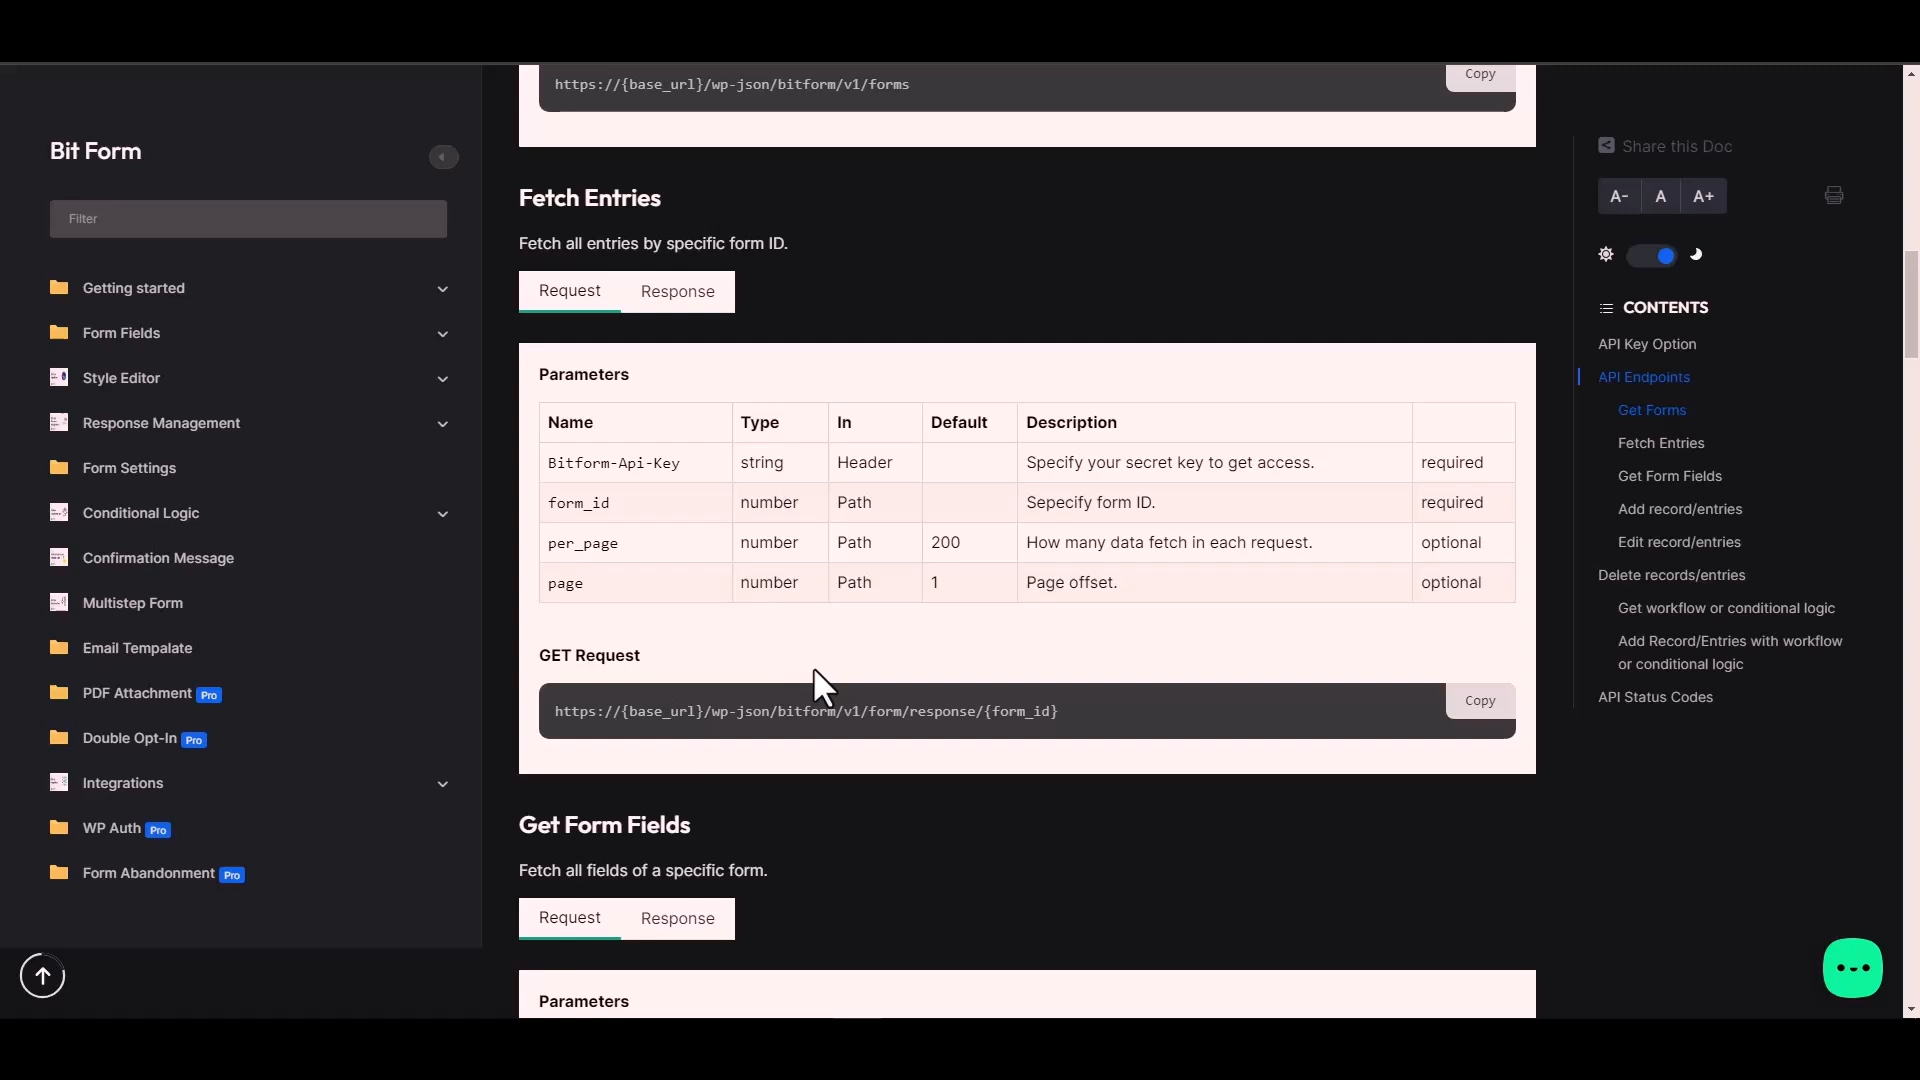 Bit Form
Filter
Getting started
Form Fields
Style Editor
Response Management
Form Settings
Conditional Logic
Confirmation Message
Multistep Form
Email Tempalate
PDF Attachment Pro
Double Opt-In Pro
Integrations
WP Auth Pro
Form Abandonment Pro
https://{base_url}/wp-json/bitform/v1/forms
Copy
Fetch Entries
Fetch all entries by specific form ID.
Request Response
Parameters
Name Type In Default Description
Bitform-Api-Key string Header Specify your secret key to get access. required
form_id number Path Sepecify form ID. required
per_page number Path 200 How many data fetch in each request. optional
page number Path 1 Page offset. optional
GET Request
https://{base_url}/wp-json/bitform/v1/form/response/{form_id}
Copy
Get Form Fields
Fetch all fields of a specific form.
Request Response
Parameters
Share this Doc
A- A A+
CONTENTS
API Key Option
API Endpoints
Get Forms
Fetch Entries
Get Form Fields
Add record/entries
Edit record/entries
Delete records/entries
Get workflow or conditional logic
Add Record/Entries with workflow
or conditional logic
API Status Codes